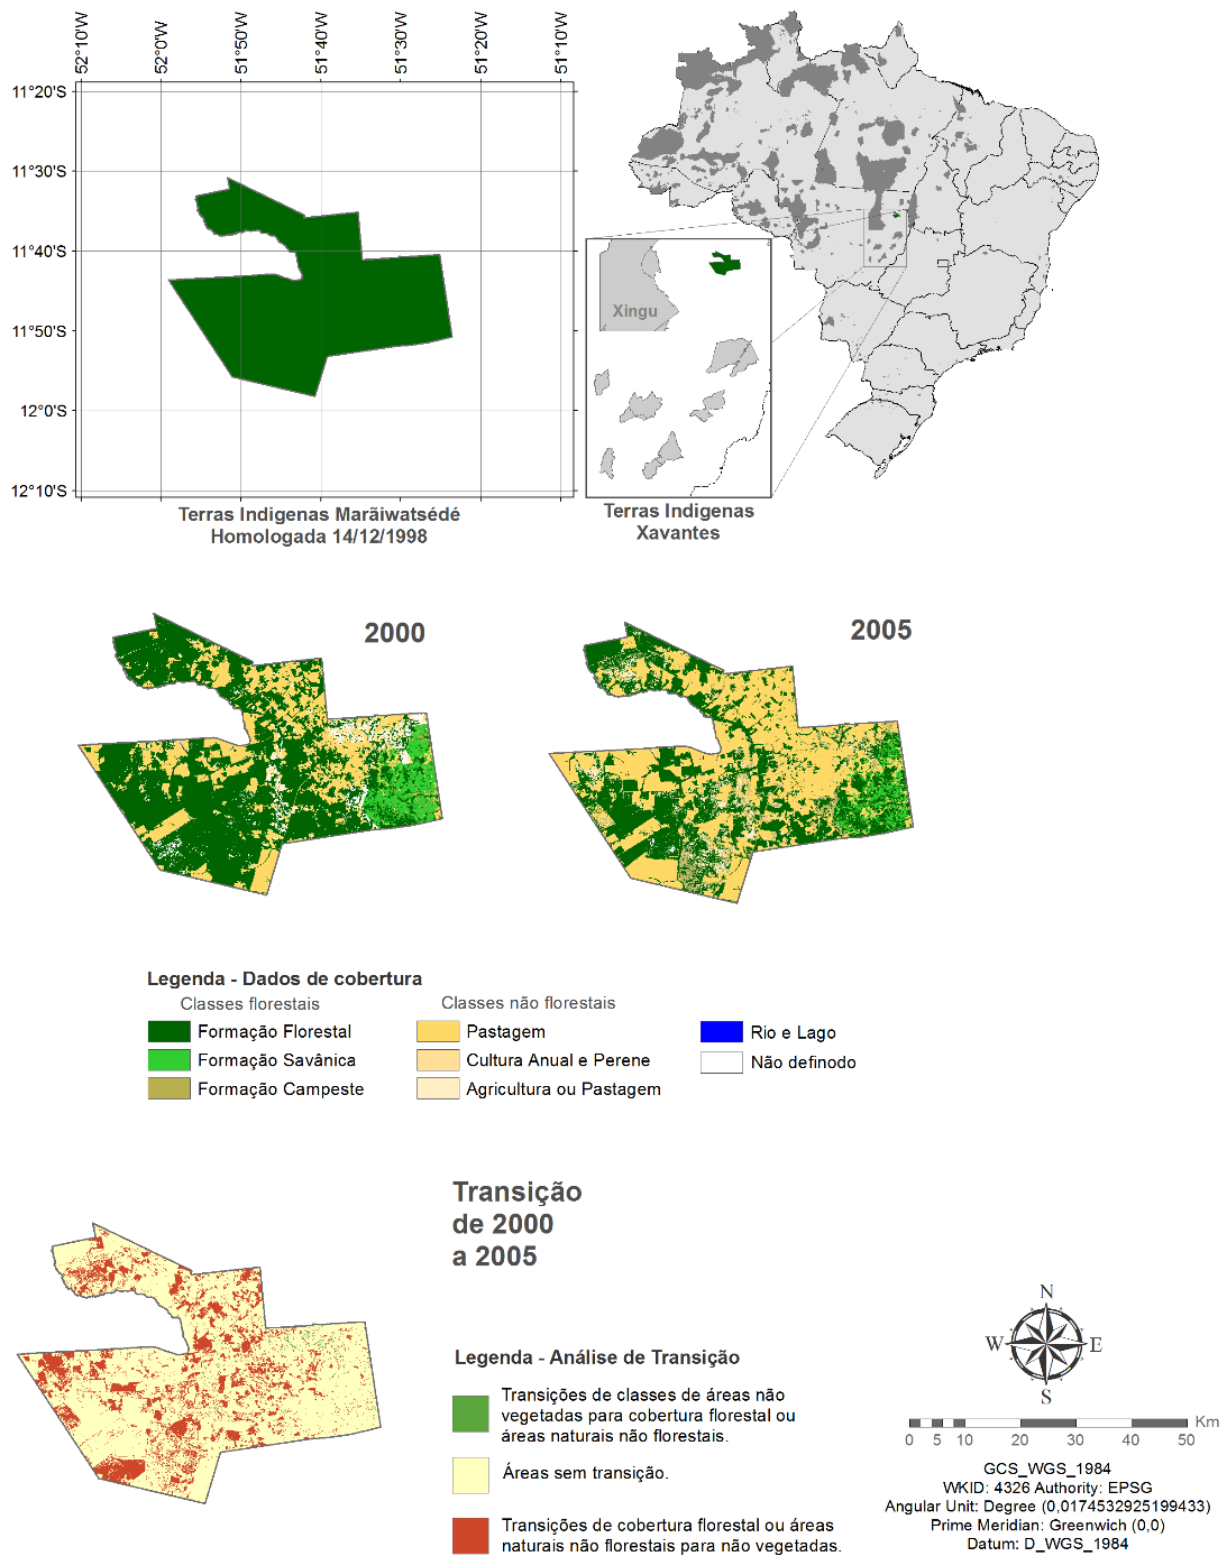 52°10'W
52°0'W
51°50'W
51°40'W
51°30'W
51°20'W
51°10'W
11°20'S
11°30'S
11°40'S
11°50'S
12°0'S
12°10'S
Terras Indigenas Marãiwatsédé
Homologada 14/12/1998
Xingu
Terras Indigenas
Xavantes
2000
2005
Legenda - Dados de cobertura
Classes florestais
Formação Florestal
Formação Savânica
Formação Campeste
Classes não florestais
Pastagem
Cultura Anual e Perene
Agricultura ou Pastagem
Rio e Lago
Não definodo
Transição
de 2000
a 2005
Legenda - Análise de Transição
Transições de classes de áreas não
vegetadas para cobertura florestal ou
áreas naturais não florestais.
Áreas sem transição.
Transições de cobertura florestal ou áreas
naturais não florestais para não vegetadas.
N
W E
S
Km
0 5 10 20 30 40 50
GCS_WGS_1984
WKID: 4326 Authority: EPSG
Angular Unit: Degree (0,0174532925199433)
Prime Meridian: Greenwich (0,0)
Datum: D_WGS_1984